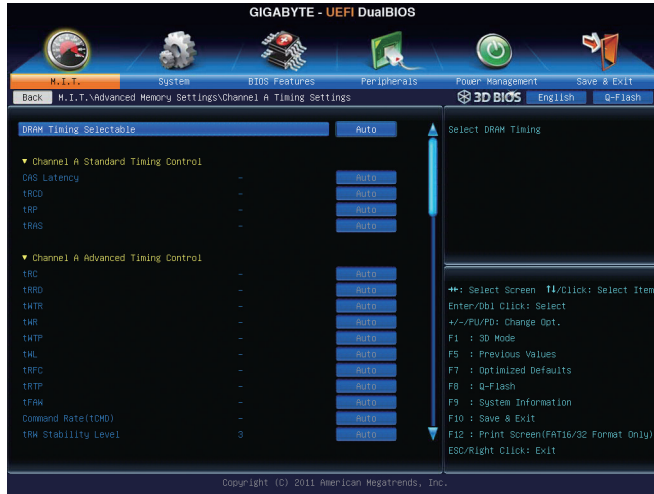 GIGABYTE - UEFI DualBIOS
M.I.T. System BIOS Features Peripherals Power Management Save & Exit
Back M.I.T.\Advanced Memory Settings\Channel A Timing Settings 3D BIOS English Q-Flash
DRAM Timing Selectable Auto
▼ Channel A Standard Timing Control
CAS Latency - Auto
tRCD - Auto
tRP - Auto
tRAS - Auto
▼ Channel A Advanced Timing Control
tRC - Auto
tRRD - Auto
tWTR - Auto
tWR - Auto
tWTP - Auto
tWL - Auto
tRFC - Auto
tRTP - Auto
tFAW - Auto
Command Rate(tCMD) - Auto
tRW Stability Level 3 Auto
Select DRAM Timing
→←: Select Screen ↑↓/Click: Select Item
Enter/Dbl Click: Select
+/-/PU/PD: Change Opt.
F1 : 3D Mode
F5 : Previous Values
F7 : Optimized Defaults
F8 : Q-Flash
F9 : System Information
F10 : Save & Exit
F12 : Print Screen(FAT16/32 Format Only)
ESC/Right Click: Exit
Copyright (C) 2011 American Megatrends, Inc.